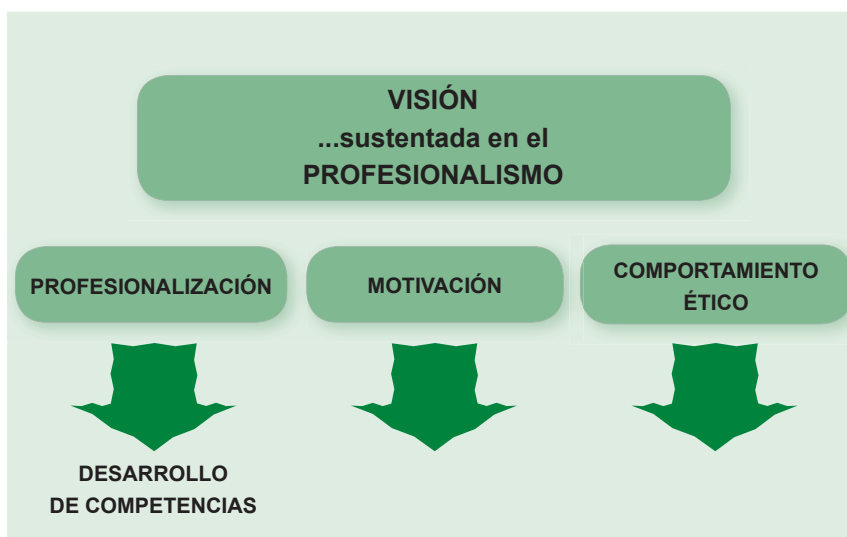 VISIÓN
...sustentada en el
PROFESIONALISMO
PROFESIONALIZACIÓN
MOTIVACIÓN
COMPORTAMIENTO
ÉTICO
DESARROLLO
DE COMPETENCIAS